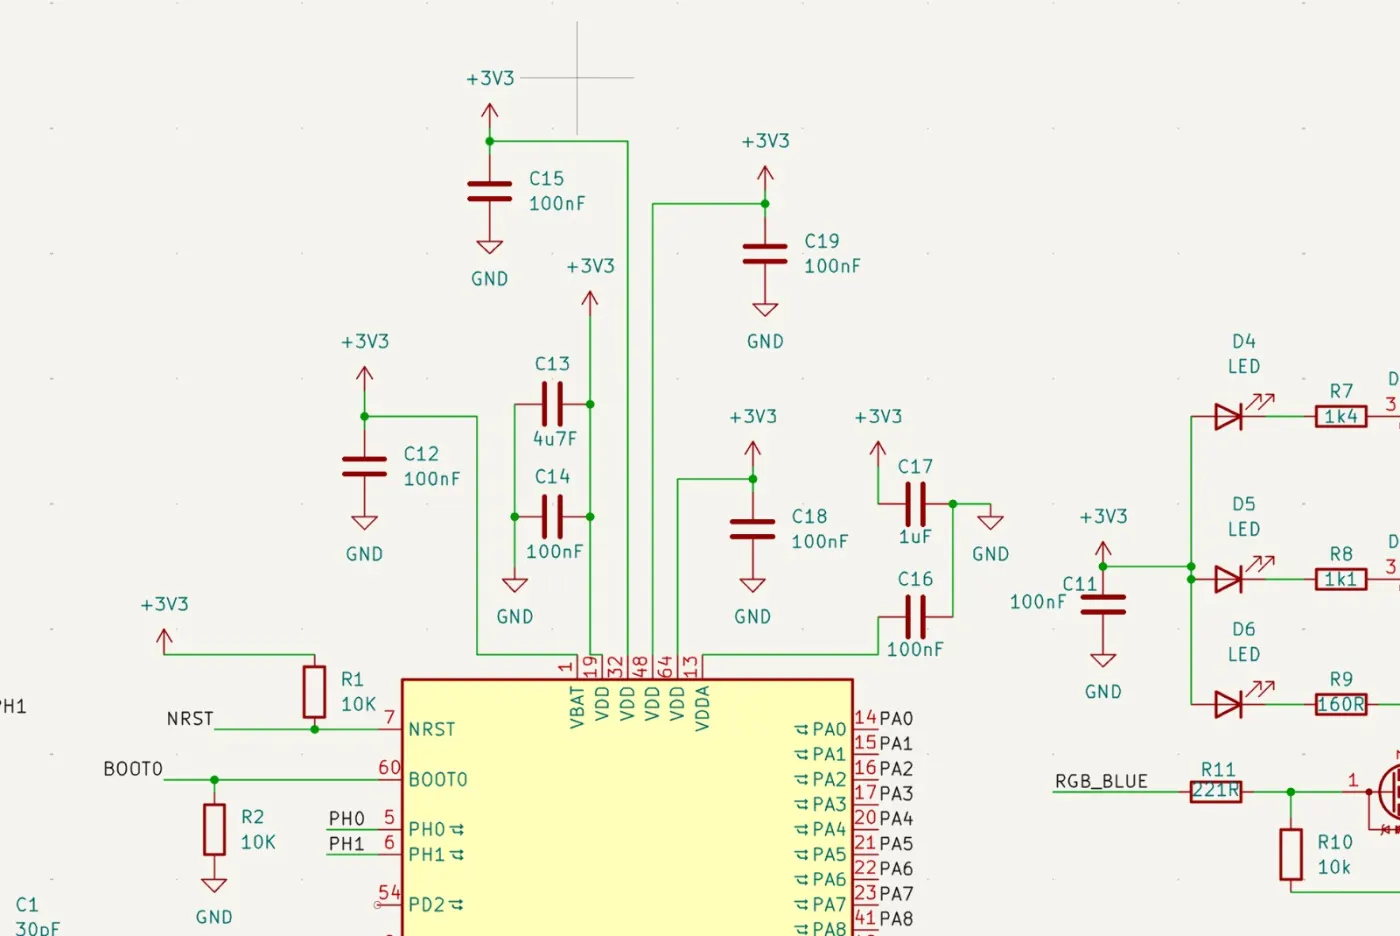 +3V3
C15
100nF
GND
+3V3
C19
100nF
GND
+3V3
C13
4u7F
C14
100nF
GND
+3V3
C12
100nF
GND
+3V3
C18
100nF
GND
+3V3
C17
1uF
GND
C16
100nF
+3V3
C11
100nF
GND
D4
LED
R7
1k4
D
3
D5
LED
R8
1k1
D
3
D6
LED
R9
160R
+3V3
R1
10K
PH1
NRST
7
NRST
BOOT0
60
BOOT0
R2
10K
GND
PH0
5
PH0
PH1
6
PH1
54
PD2
C1
30pF
1
19
32
48
64
13
VBAT
VDD
VDD
VDD
VDD
VDDA
PA0
14
PA0
PA1
15
PA1
PA2
16
PA2
PA3
17
PA3
PA4
20
PA4
PA5
21
PA5
PA6
22
PA6
PA7
23
PA7
PA8
41
PA8
RGB_BLUE
R11
221R
1
R10
10k